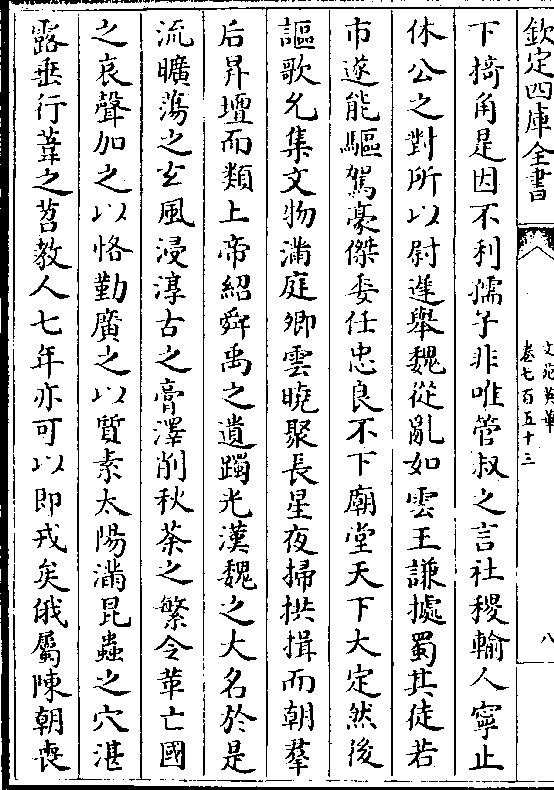 欽定四庫全書
文苑英華
卷七百五十三
八
下掎角是因不利孺子非唯管叔之言社稷輸人寧止
休公之對所以尉逥舉魏從亂如雲王謙據蜀其徒若
市遂能驅駕豪傑委任忠良不下廟堂天下大定然後
謳歌允集文物滿庭卿雲曉聚長星夜掃拱揖而朝羣
后昇壇而類上帝紹舜禹之遺躅光漢魏之大名於是
流曠蕩之玄風浸淳古之膏澤削秋荼之繁令革亡國
之哀聲加之以恪勤廣之以質素太陽滿昆蟲之穴湛
露垂行葦之苕教人七年亦可以即戎矣俄屬陳朝喪